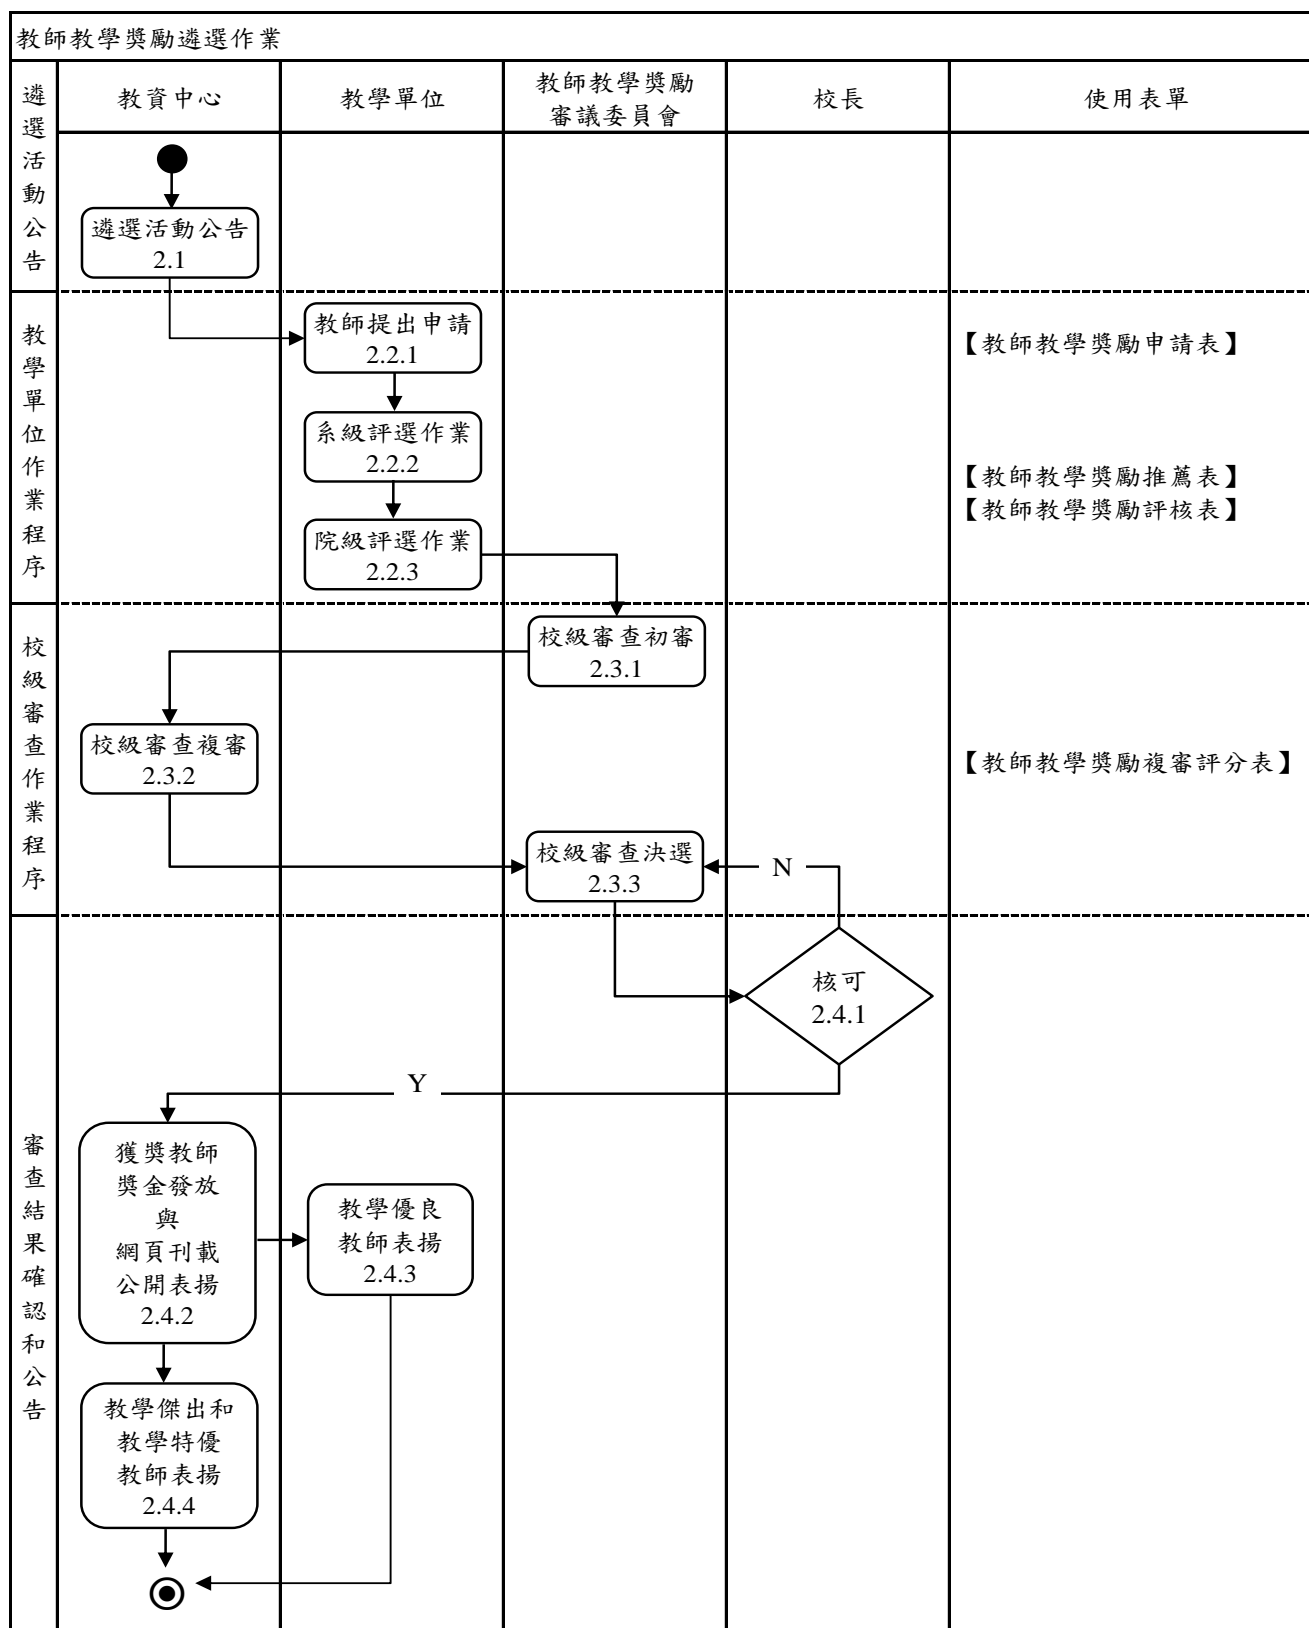 教師教學獎勵遴選作業
遴選活動公告
教資中心
教學單位
教師教學獎勵
審議委員會
校長
使用表單
遴選活動公告
2.1
教學單位作業程序
教師提出申請
2.2.1
【教師教學獎勵申請表】
系級評選作業
2.2.2
【教師教學獎勵推薦表】
【教師教學獎勵評核表】
院級評選作業
2.2.3
校級審查作業程序
校級審查初審
2.3.1
校級審查複審
2.3.2
【教師教學獎勵複審評分表】
校級審查決選
2.3.3
N
核可
2.4.1
Y
審查結果確認和公告
獲獎教師
獎金發放
與
網頁刊載
公開表揚
2.4.2
教學優良
教師表揚
2.4.3
教學傑出和
教學特優
教師表揚
2.4.4